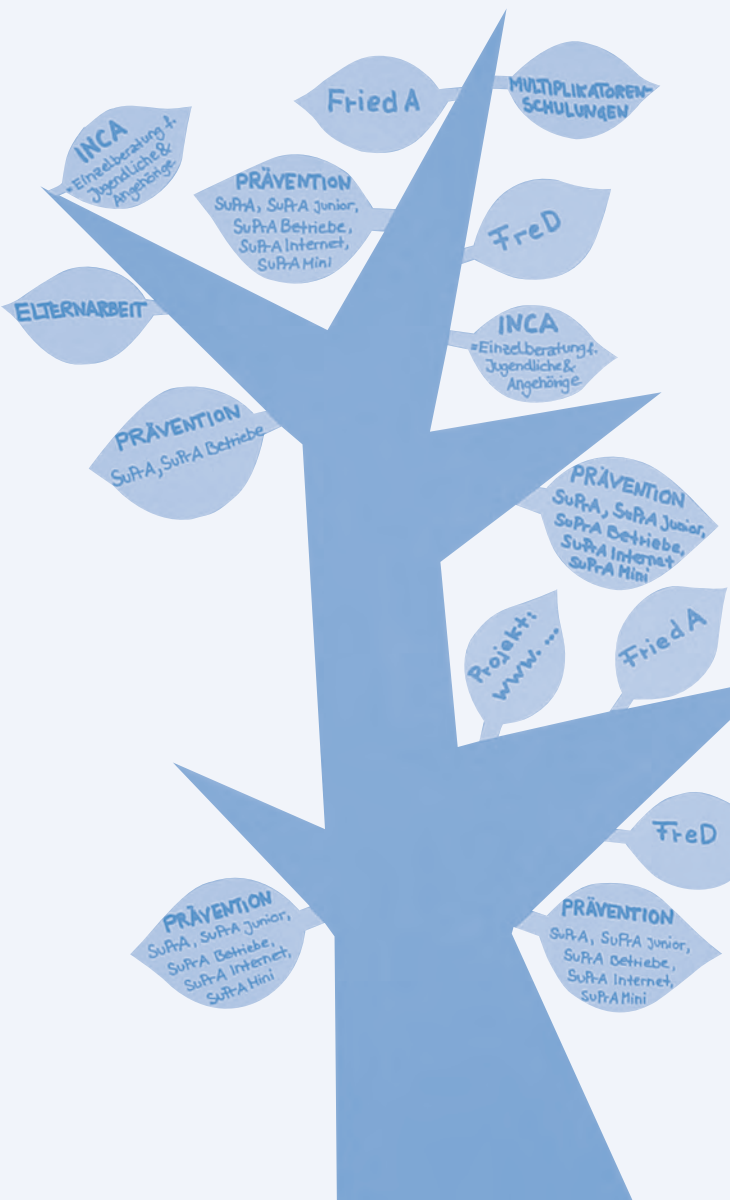 Fried A
MULTIPLIKATOREN-
SCHULUNGEN
INCA
=Einzelberatung f.
Jugendliche &
Angehörige
PRÄVENTION
SuPrA, SuPrA Junior,
SuPrA Betriebe,
SuPrA Internet,
SuPrA Mini
FreD
ELTERNARBEIT
INCA
=Einzelberatung f.
Jugendliche &
Angehörige
PRÄVENTION
SuPrA, SuPrA Betriebe
PRÄVENTION
SuPrA, SuPrA Junior,
SuPrA Betriebe,
SuPrA Internet
SuPrA Mini
Projekt:
www. ...
Fried A
FreD
PRÄVENTION
SuPrA, SuPrA Junior,
SuPrA Betriebe,
SuPrA Internet,
SuPrA Mini
PRÄVENTION
SuPrA, SuPrA Junior,
SuPrA Betriebe,
SuPrA Internet,
SuPrA Mini